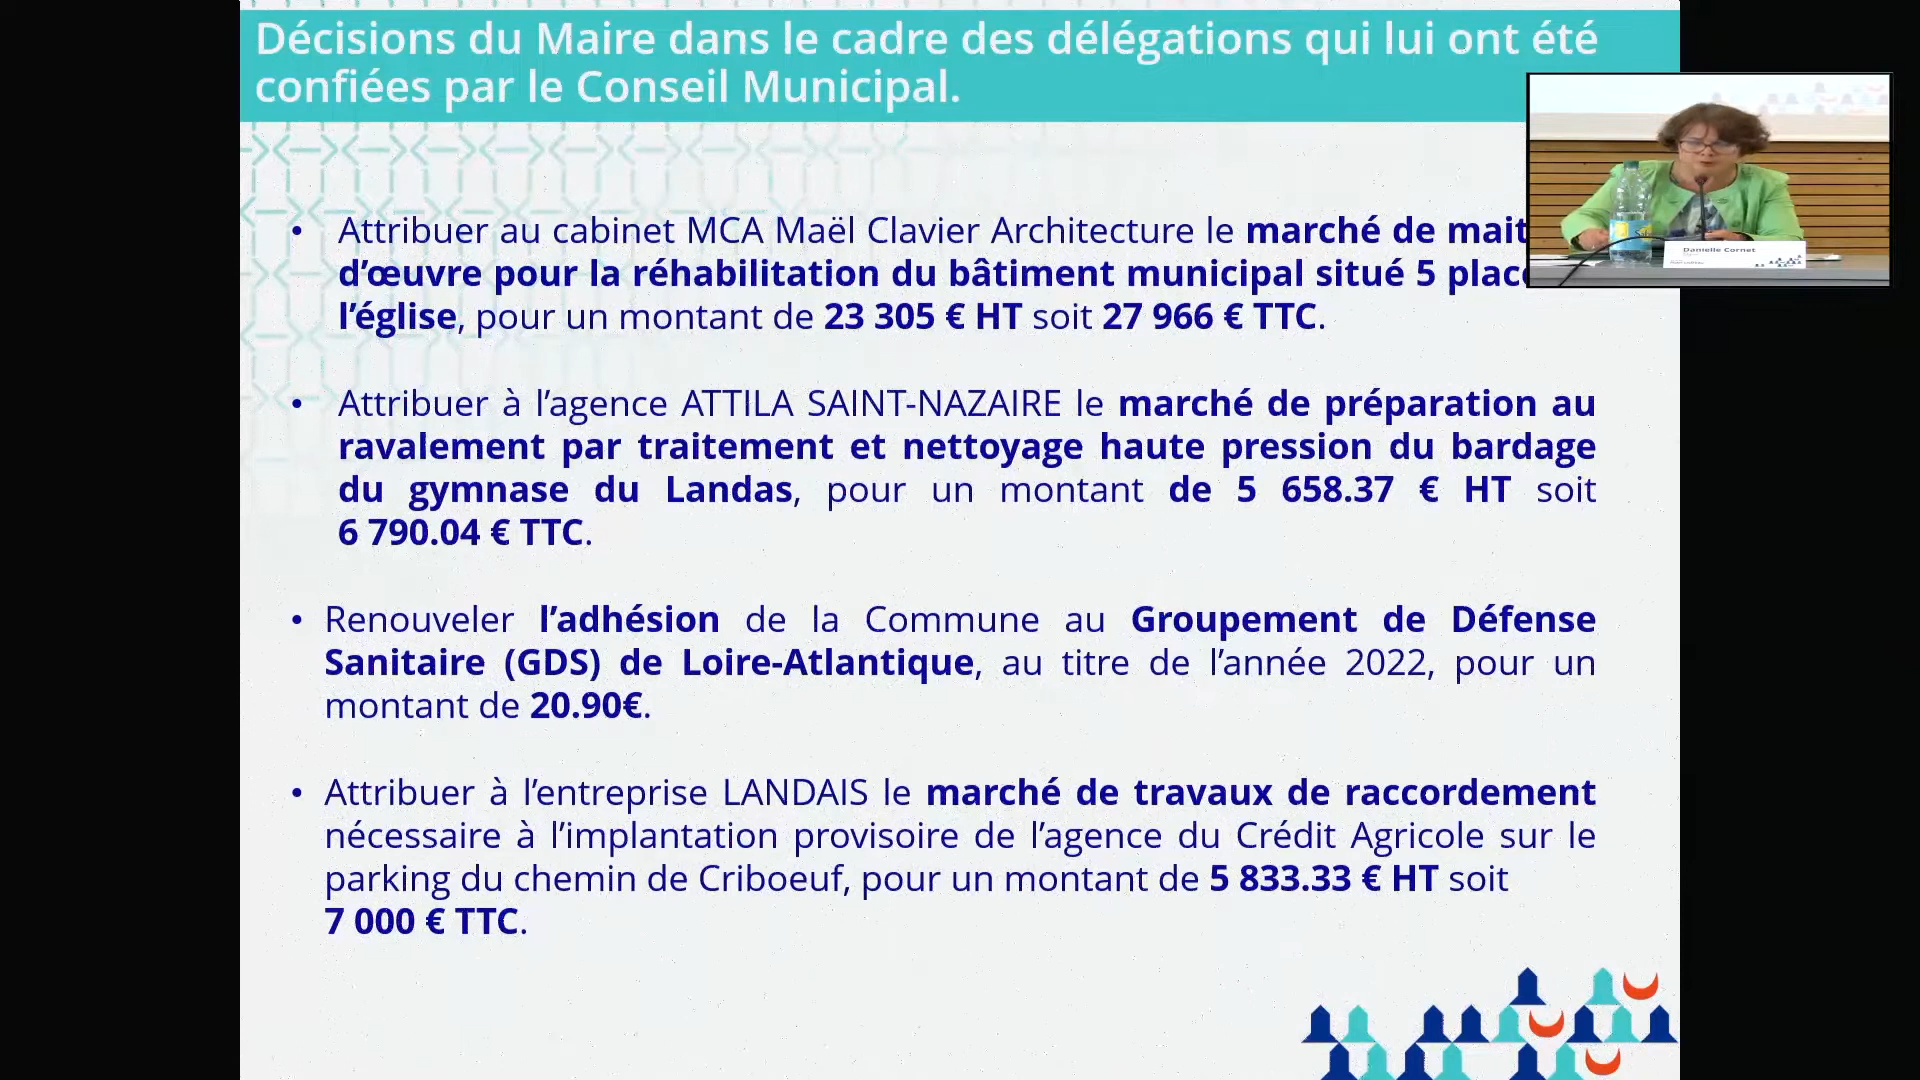 Décisions du Maire dans le cadre des délégations qui lui ont été
confiées par le Conseil Municipal.
• Attribuer au cabinet MCA Maël Clavier Architecture le marché de
d’œuvre pour la réhabilitation du bâtiment municipal situé 5
l’église, pour un montant de 23 305 € HT soit 27 966 € TTC.
• Attribuer à l’agence ATTILA SAINT-NAZAIRE le marché de préparation au
ravalement par traitement et nettoyage haute pression du bardage
du gymnase du Landas, pour un montant de 5 658.37 € HT soit
6 790.04 € TTC.
• Renouveler l’adhésion de la Commune au Groupement de Défense
Sanitaire (GDS) de Loire-Atlantique, au titre de l’année 2022, pour un
montant de 20.90€.
• Attribuer à l’entreprise LANDAIS le marché de travaux de raccordement
nécessaire à l’implantation provisoire de l’agence du Crédit Agricole sur le
parking du chemin de Criboeuf, pour un montant de 5 833.33 € HT soit
7 000 € TTC.
Danielle Cornet